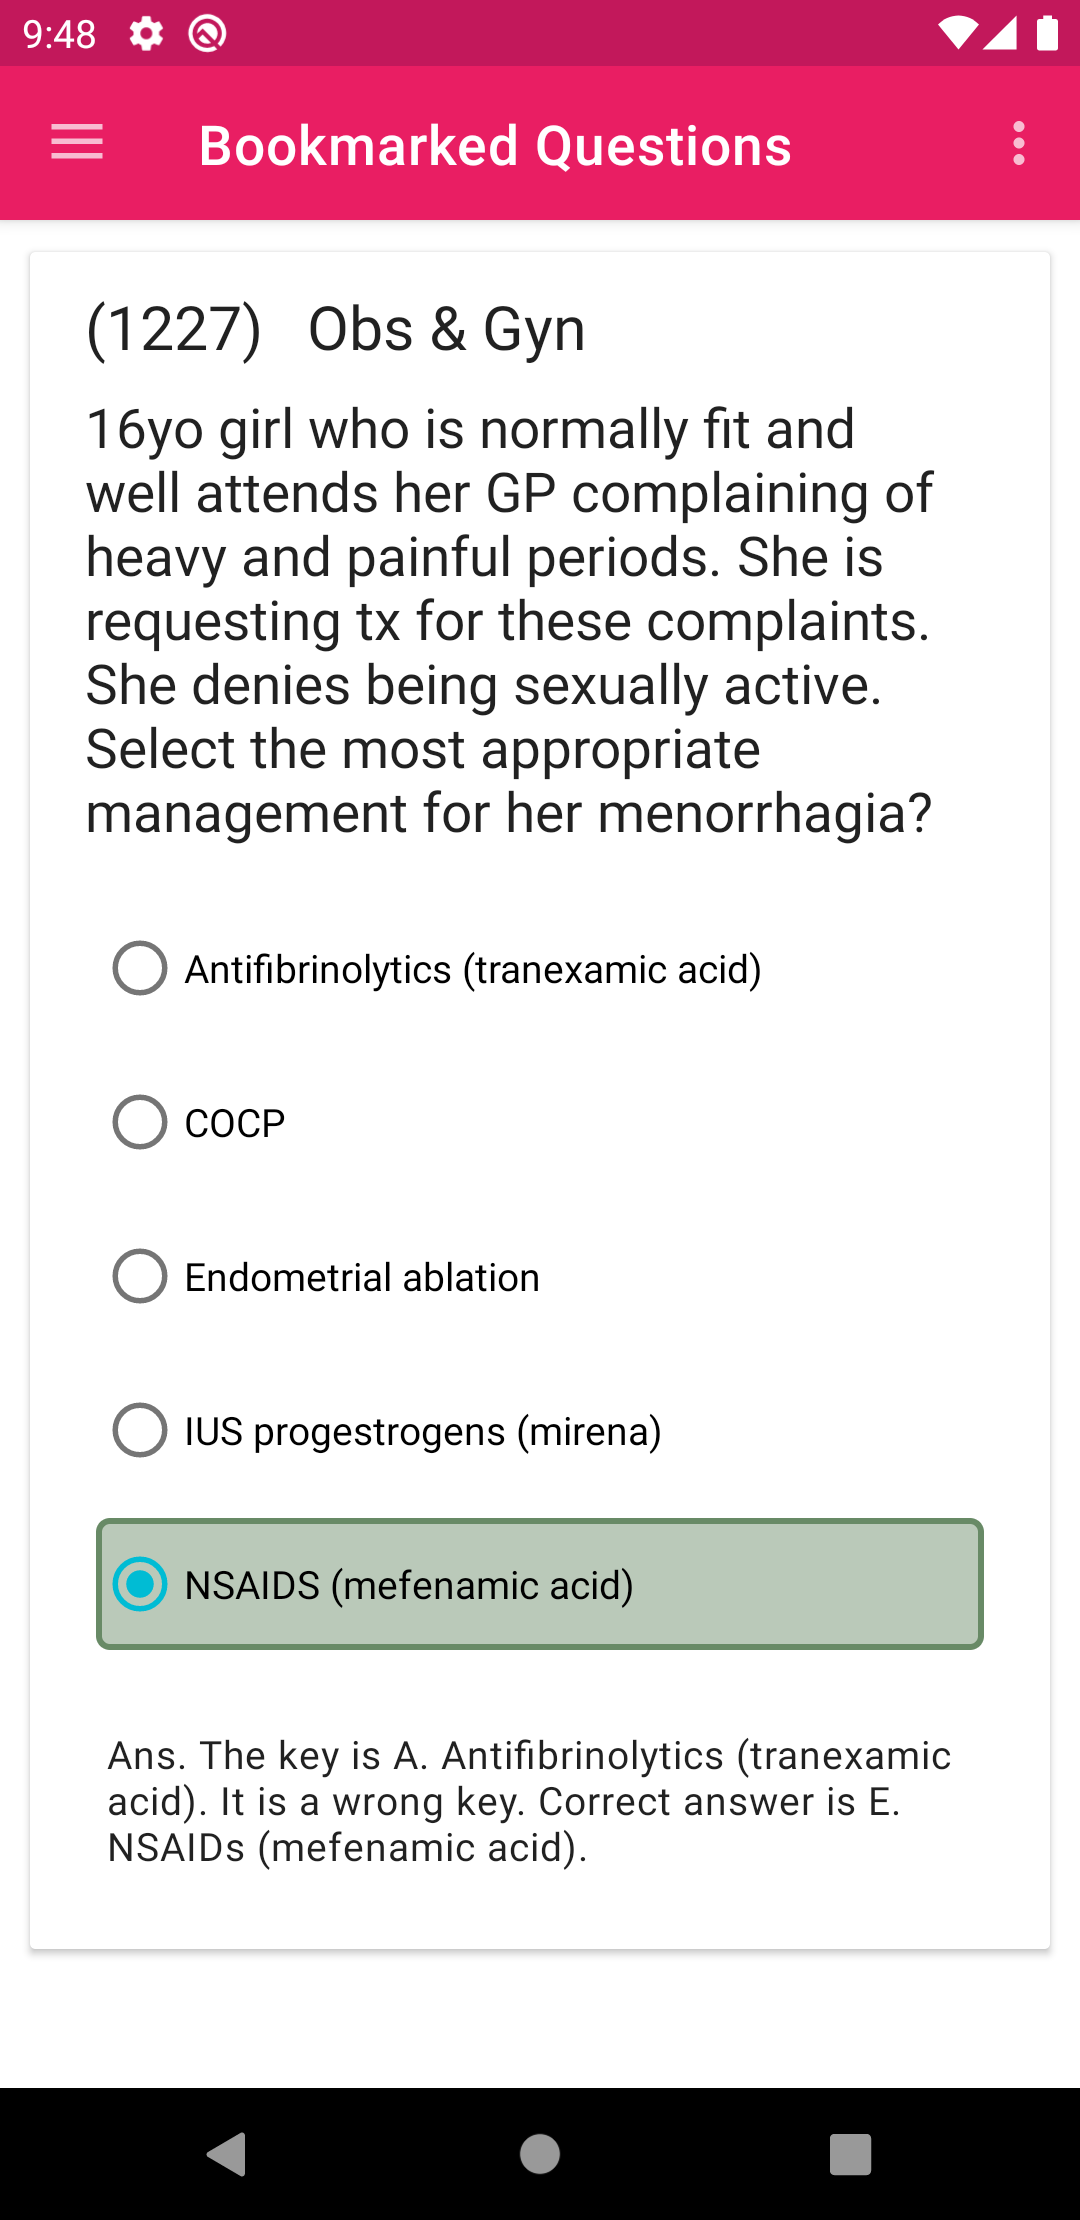 9:48
Bookmarked Questions
(1227) Obs & Gyn
16yo girl who is normally fit and
well attends her GP complaining of
heavy and painful periods. She is
requesting tx for these complaints.
She denies being sexually active.
Select the most appropriate
management for her menorrhagia?
Antifibrinolytics (tranexamic acid)
COCP
Endometrial ablation
IUS progestrogens (mirena)
NSAIDS (mefenamic acid)
Ans. The key is A. Antifibrinolytics (tranexamic
acid). It is a wrong key. Correct answer is E.
NSAIDs (mefenamic acid).